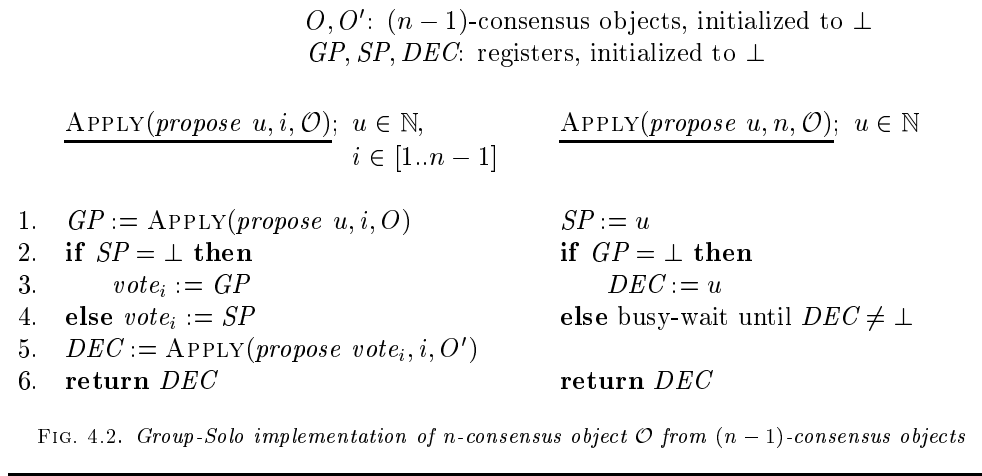 O, O′: (n − 1)-consensus objects, initialized to ⊥
GP, SP, DEC: registers, initialized to ⊥
APPLY(propose u, i, 𝒪); u ∈ ℕ,
i ∈ [1..n − 1]
APPLY(propose u, n, 𝒪); u ∈ ℕ
1. GP := APPLY(propose u, i, O) SP := u
2. if SP = ⊥ then if GP = ⊥ then
3. vote_i := GP DEC := u
4. else vote_i := SP else busy-wait until DEC ≠ ⊥
5. DEC := APPLY(propose vote_i, i, O′)
6. return DEC return DEC
FIG. 4.2. Group-Solo implementation of n-consensus object 𝒪 from (n − 1)-consensus objects